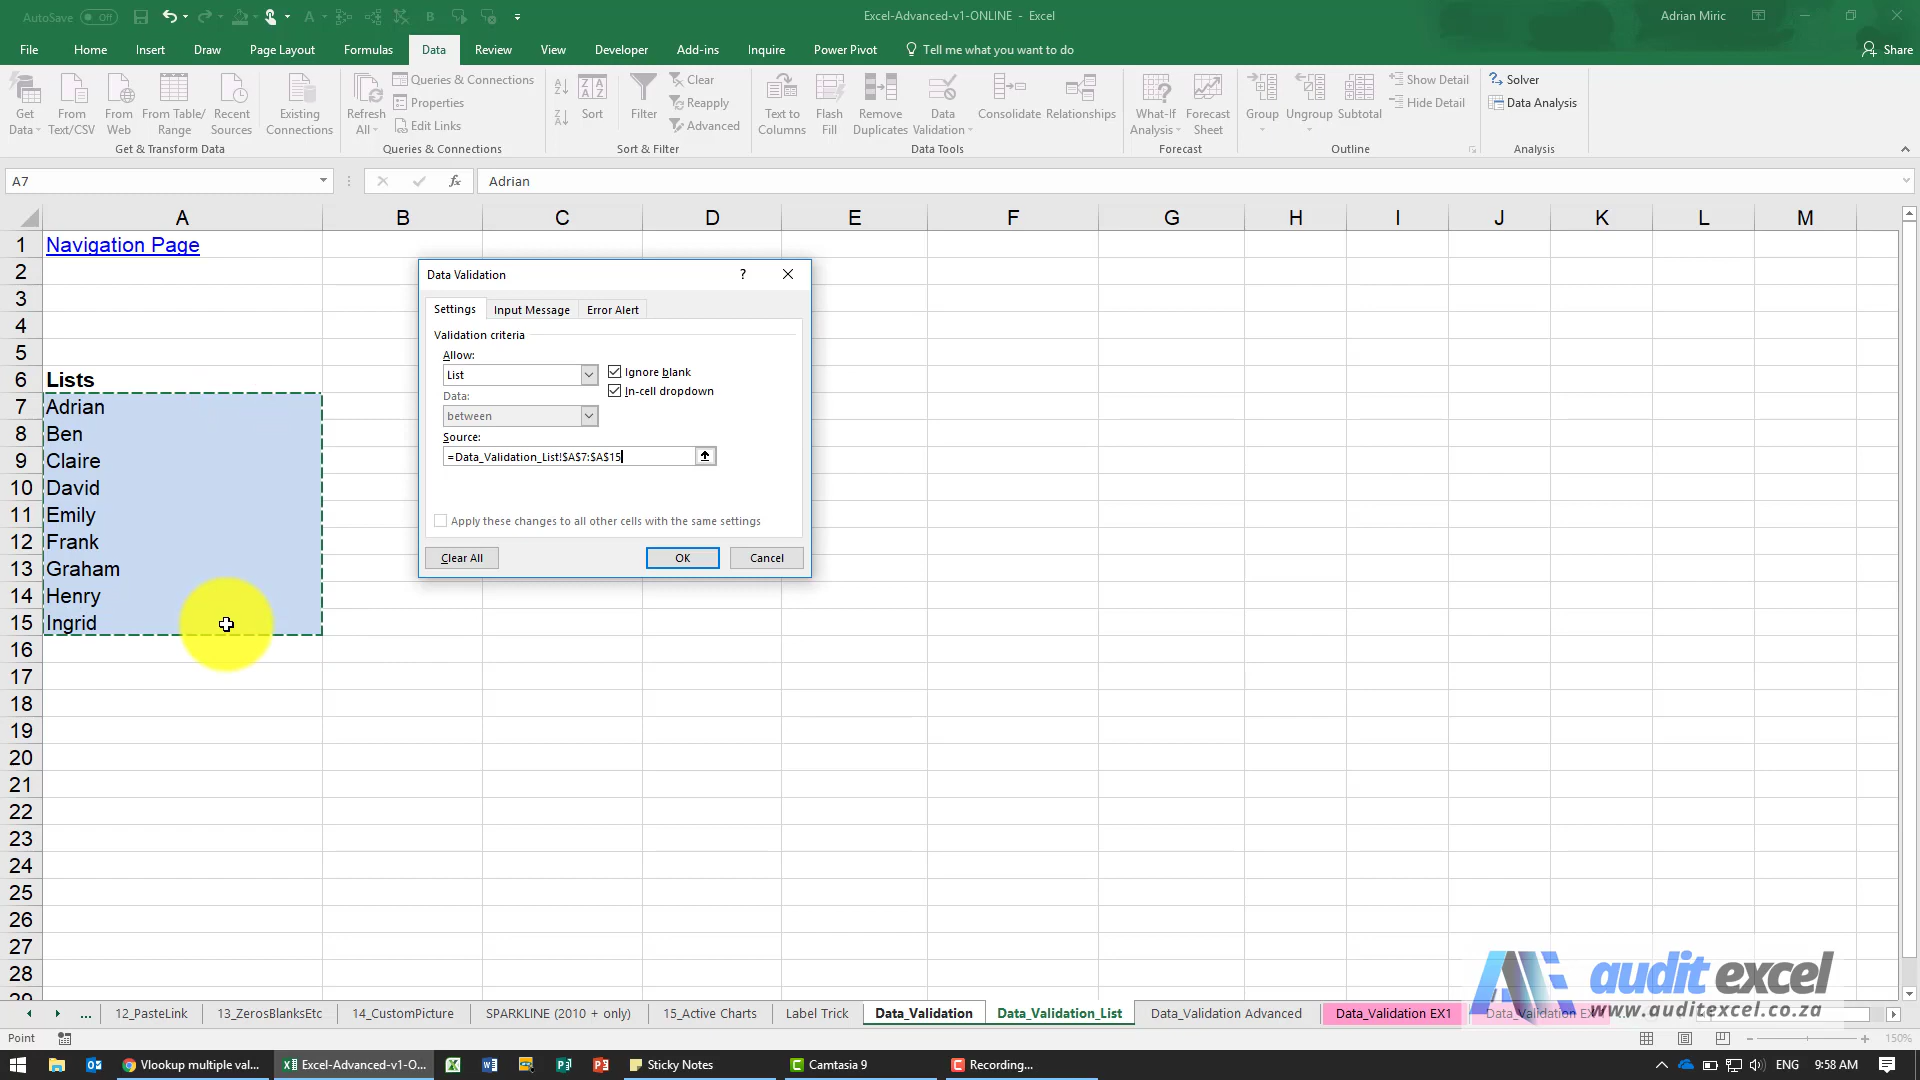 AutoSave Off
Excel-Advanced-v1-ONLINE - Excel
Adrian Miric
File Home Insert Draw Page Layout Formulas Data Review View Developer Add-ins Inquire Power Pivot Tell me what you want to do Share
Get Data
From Text/CSV
From Web
From Table/ Range
Recent Sources
Existing Connections
Get & Transform Data
Refresh All
Queries & Connections
Properties
Edit Links
Queries & Connections
Sort
Filter
Clear
Reapply
Advanced
Sort & Filter
Text to Columns
Flash Fill
Remove Duplicates
Data Validation
Consolidate
Relationships
Data Tools
What-If Analysis
Forecast Sheet
Forecast
Group
Ungroup
Subtotal
Show Detail
Hide Detail
Outline
Solver
Data Analysis
Analysis
A7
fx
Adrian
A B C D E F G H I J K L M
1 Navigation Page
2
3
4
5
6 Lists
7 Adrian
8 Ben
9 Claire
10 David
11 Emily
12 Frank
13 Graham
14 Henry
15 Ingrid
16
17
18
19
20
21
22
23
24
25
26
27
28
Data Validation
?
Settings Input Message Error Alert
Validation criteria
Allow:
List
Ignore blank
In-cell dropdown
Data:
between
Source:
=Data_Validation_List!$A$7:$A$15
Apply these changes to all other cells with the same settings
Clear All OK Cancel
audit excel
www.auditexcel.co.za
... 12_PasteLink 13_ZerosBlanksEtc 14_CustomPicture SPARKLINE (2010 + only) 15_Active Charts Label Trick Data_Validation Data_Validation_List Data_Validation Advanced Data_Validation EX1
Point
150%
Vlookup multiple val...
Excel-Advanced-v1-O...
Sticky Notes
Camtasia 9
Recording...
ENG
9:58 AM